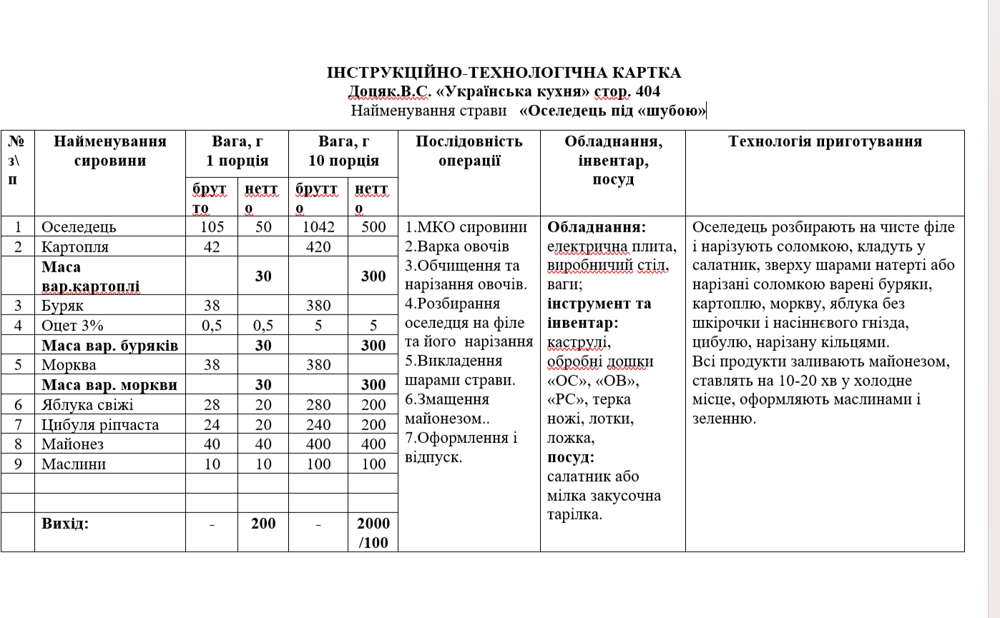 ІНСТРУКЦІЙНО-ТЕХНОЛОГІЧНА КАРТКА
Доцяк.В.С. «Українська кухня» стор. 404
Найменування страви «Оселедець під «шубою»
№ з\п Найменування сировини Вага, г 1 порція Вага, г 10 порція Послідовність операції Обладнання, інвентар, посуд Технологія приготування
брутто нетто брутто нетто
1 Оселедець 105 50 1042 500
2 Картопля 42 420
Маса вар.картоплі 30 300
3 Буряк 38 380
4 Оцет 3% 0,5 0,5 5 5
Маса вар. буряків 30 300
5 Морква 38 380
Маса вар. моркви 30 300
6 Яблука свіжі 28 20 280 200
7 Цибуля ріпчаста 24 20 240 200
8 Майонез 40 40 400 400
9 Маслини 10 10 100 100
Вихід: - 200 - 2000/100
1.МКО сировини
2.Варка овочів
3.Обчищення та
нарізання овочів.
4.Розбирання
оселедця на філе
та його нарізання
5.Викладення
шарами страви.
6.Змащення
майонезом..
7.Оформлення і
відпуск.
Обладнання:
електрична плита,
виробничий стіл,
ваги;
інструмент та
інвентар:
каструлі,
обробні дошки
«ОС», «ОВ»,
«РС», терка
ножі, лотки,
ложка,
посуд:
салатник або
мілка закусочна
тарілка.
Оселедець розбирають на чисте філе
і нарізують соломкою, кладуть у
салатник, зверху шарами натерті або
нарізані соломкою варені буряки,
картоплю, моркву, яблука без
шкірочки і насіннєвого гнізда,
цибулю, нарізану кільцями.
Всі продукти заливають майонезом,
ставлять на 10-20 хв у холодне
місце, оформляють маслинами і
зеленню.